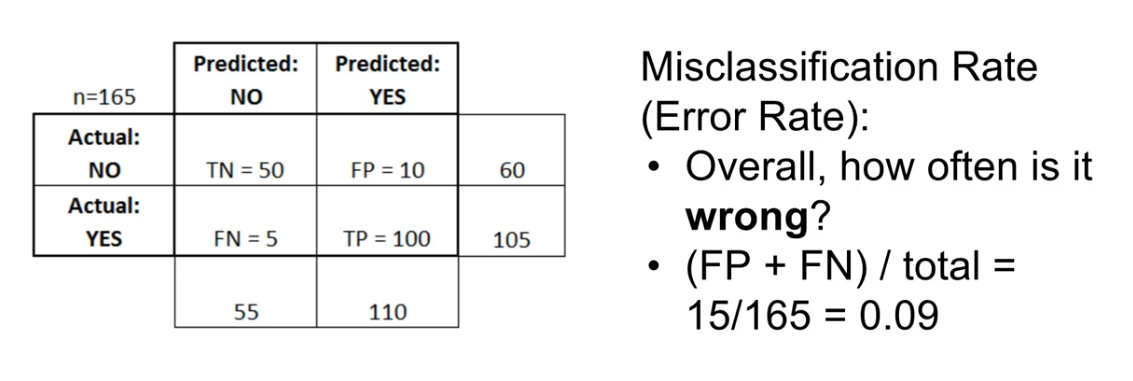 Predicted: Predicted:
n=165 NO YES
Actual:
NO TN = 50 FP = 10 60
Actual:
YES FN = 5 TP = 100 105
55 110
Misclassification Rate
(Error Rate):
• Overall, how often is it
wrong?
• (FP + FN) / total =
15/165 = 0.09